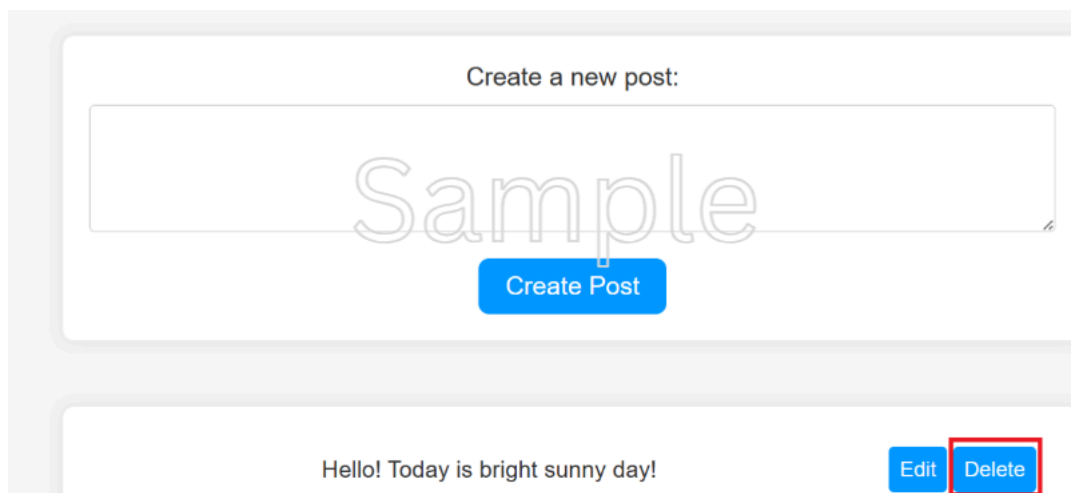 Create a new post:
Sample
Create Post
Hello! Today is bright sunny day!
Edit Delete